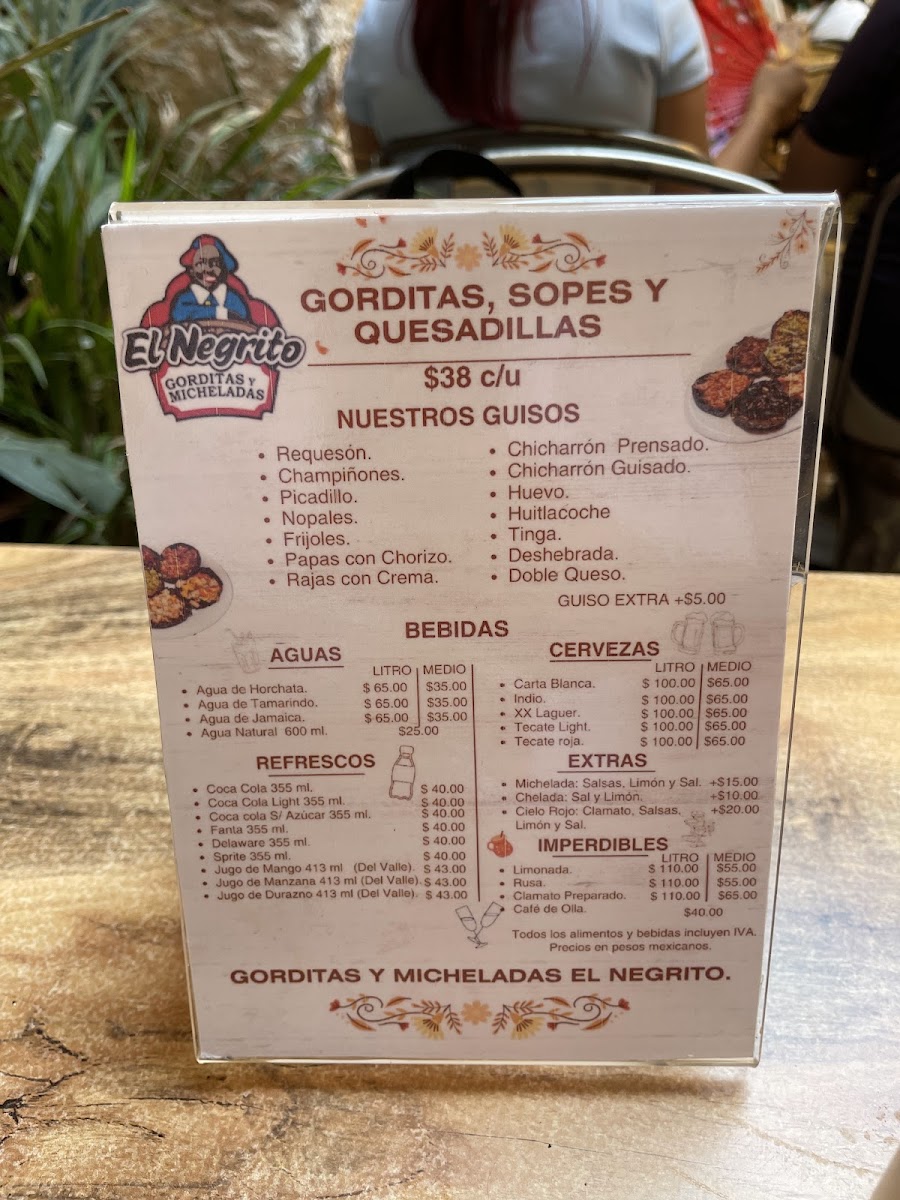 El Negrito
GORDITAS Y
MICHELADAS
GORDITAS, SOPES Y
QUESADILLAS
$38 c/u
NUESTROS GUISOS
• Requesón.
• Champiñones.
• Picadillo.
• Nopales.
• Frijoles.
• Papas con Chorizo.
• Rajas con Crema.
• Chicharrón Prensado.
• Chicharrón Guisado.
• Huevo.
• Huitlacoche
• Tinga.
• Deshebrada.
• Doble Queso.
GUISO EXTRA +$5.00
BEBIDAS
AGUAS
LITRO | MEDIO
• Agua de Horchata. $ 65.00 $35.00
• Agua de Tamarindo. $ 65.00 $35.00
• Agua de Jamaica. $ 65.00 $35.00
• Agua Natural 600 ml. $25.00
REFRESCOS
• Coca Cola 355 ml. $ 40.00
• Coca Cola Light 355 ml. $ 40.00
• Coca cola S/ Azúcar 355 ml. $ 40.00
• Fanta 355 ml. $ 40.00
• Delaware 355 ml. $ 40.00
• Sprite 355 ml. $ 40.00
• Jugo de Mango 413 ml (Del Valle). $ 43.00
• Jugo de Manzana 413 ml (Del Valle). $ 43.00
• Jugo de Durazno 413 ml (Del Valle). $ 43.00
CERVEZAS
LITRO | MEDIO
• Carta Blanca. $ 100.00 $65.00
• Indio. $ 100.00 $65.00
• XX Laguer. $ 100.00 $65.00
• Tecate Light. $ 100.00 $65.00
• Tecate roja. $ 100.00 $65.00
EXTRAS
• Michelada: Salsas, Limón y Sal. +$15.00
• Chelada: Sal y Limón. +$10.00
• Cielo Rojo: Clamato, Salsas, +$20.00
Limón y Sal.
IMPERDIBLES
LITRO | MEDIO
• Limonada. $ 110.00 $55.00
• Rusa. $ 110.00 $55.00
• Clamato Preparado. $ 110.00 $65.00
• Café de Olla. $40.00
Todos los alimentos y bebidas incluyen IVA.
Precios en pesos mexicanos.
GORDITAS Y MICHELADAS EL NEGRITO.